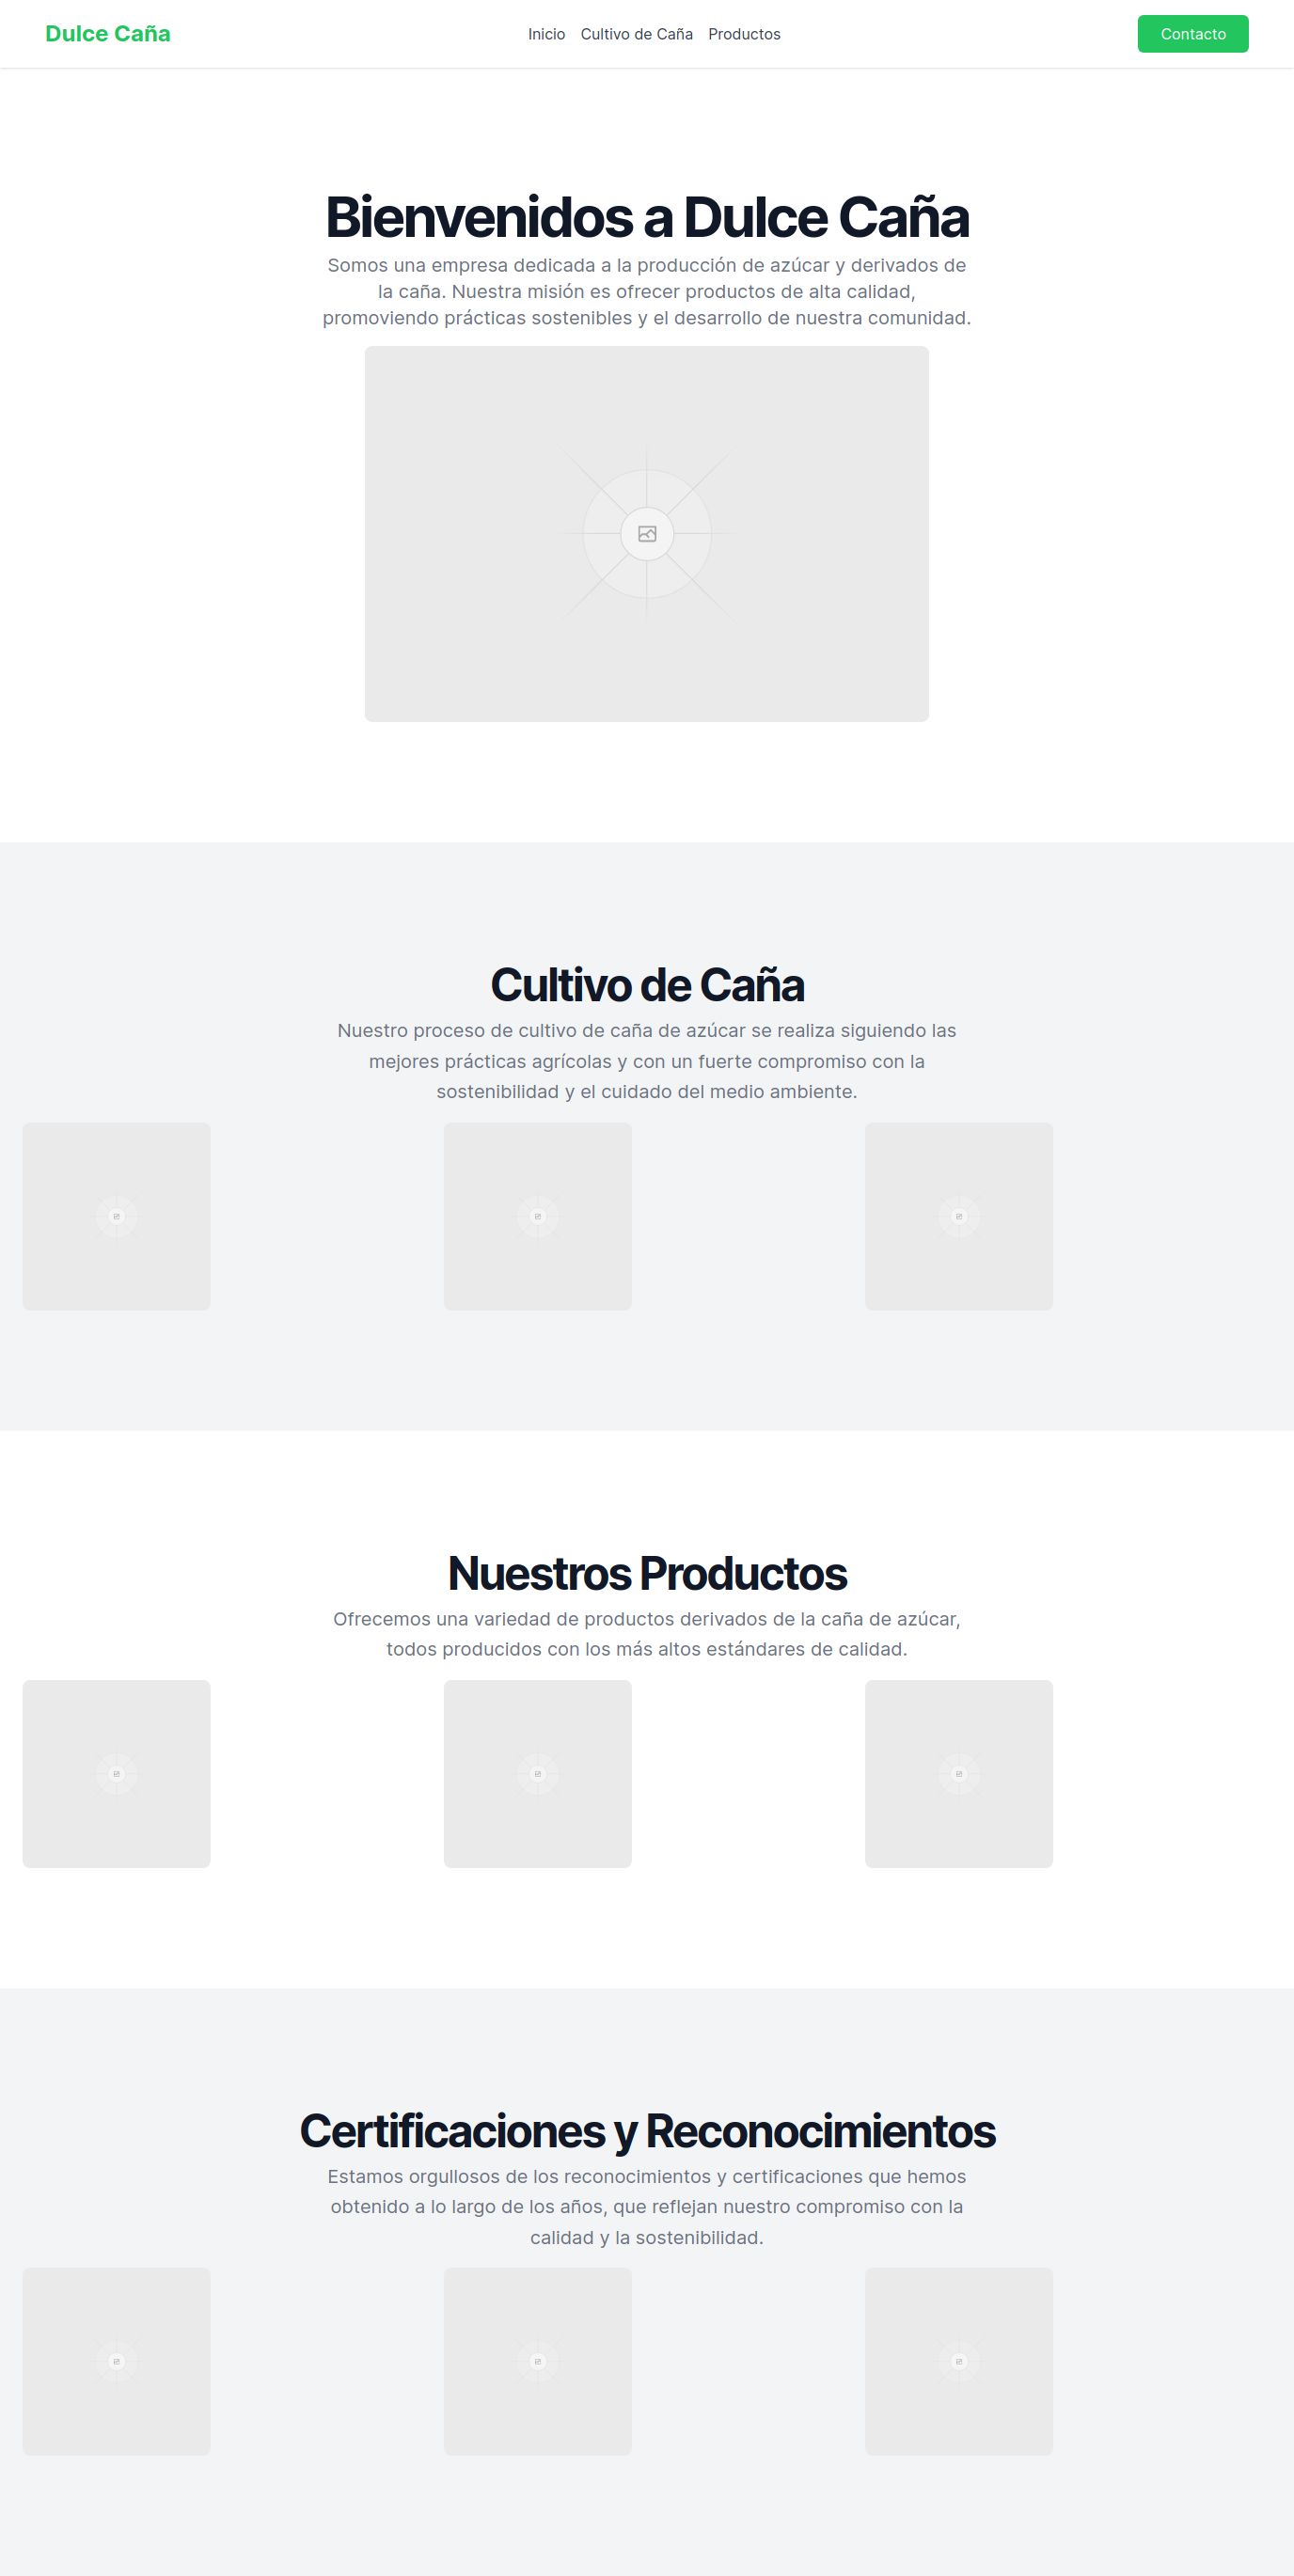 Dulce Caña
Inicio Cultivo de Caña Productos
Contacto
Bienvenidos a Dulce Caña
Somos una empresa dedicada a la producción de azúcar y derivados de
la caña. Nuestra misión es ofrecer productos de alta calidad,
promoviendo prácticas sostenibles y el desarrollo de nuestra comunidad.
Cultivo de Caña
Nuestro proceso de cultivo de caña de azúcar se realiza siguiendo las
mejores prácticas agrícolas y con un fuerte compromiso con la
sostenibilidad y el cuidado del medio ambiente.
Nuestros Productos
Ofrecemos una variedad de productos derivados de la caña de azúcar,
todos producidos con los más altos estándares de calidad.
Certificaciones y Reconocimientos
Estamos orgullosos de los reconocimientos y certificaciones que hemos
obtenido a lo largo de los años, que reflejan nuestro compromiso con la
calidad y la sostenibilidad.